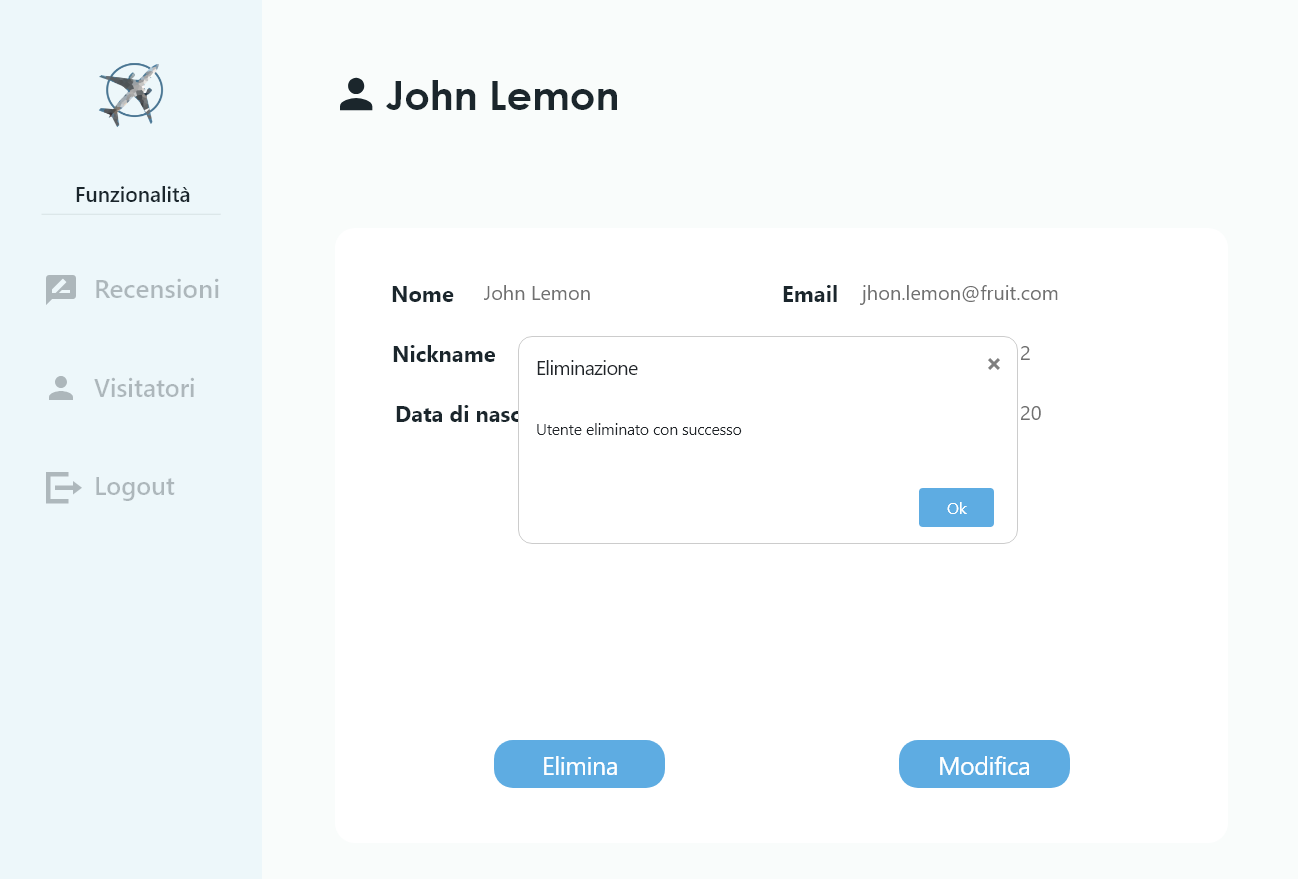 John Lemon
Funzionalità
Recensioni
Visitatori
Logout
Nome John Lemon Email jhon.lemon@fruit.com
Nickname 2
Data di 20
Eliminazione
Utente eliminato con successo
Ok
Elimina Modifica